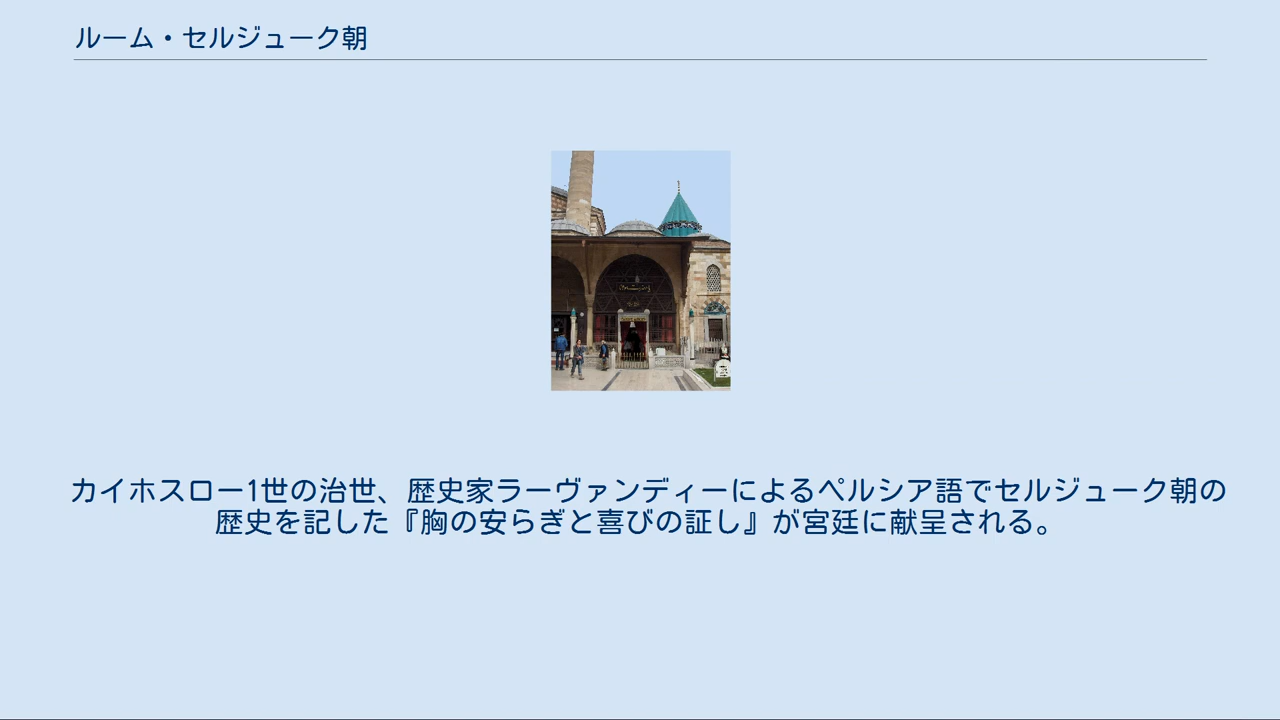 ルーム・セルジューク朝
カイホスロー1世の治世、歴史家ラーヴァンディーによるペルシア語でセルジューク朝の
歴史を記した『胸の安らぎと喜びの証し』が宮廷に献呈される。